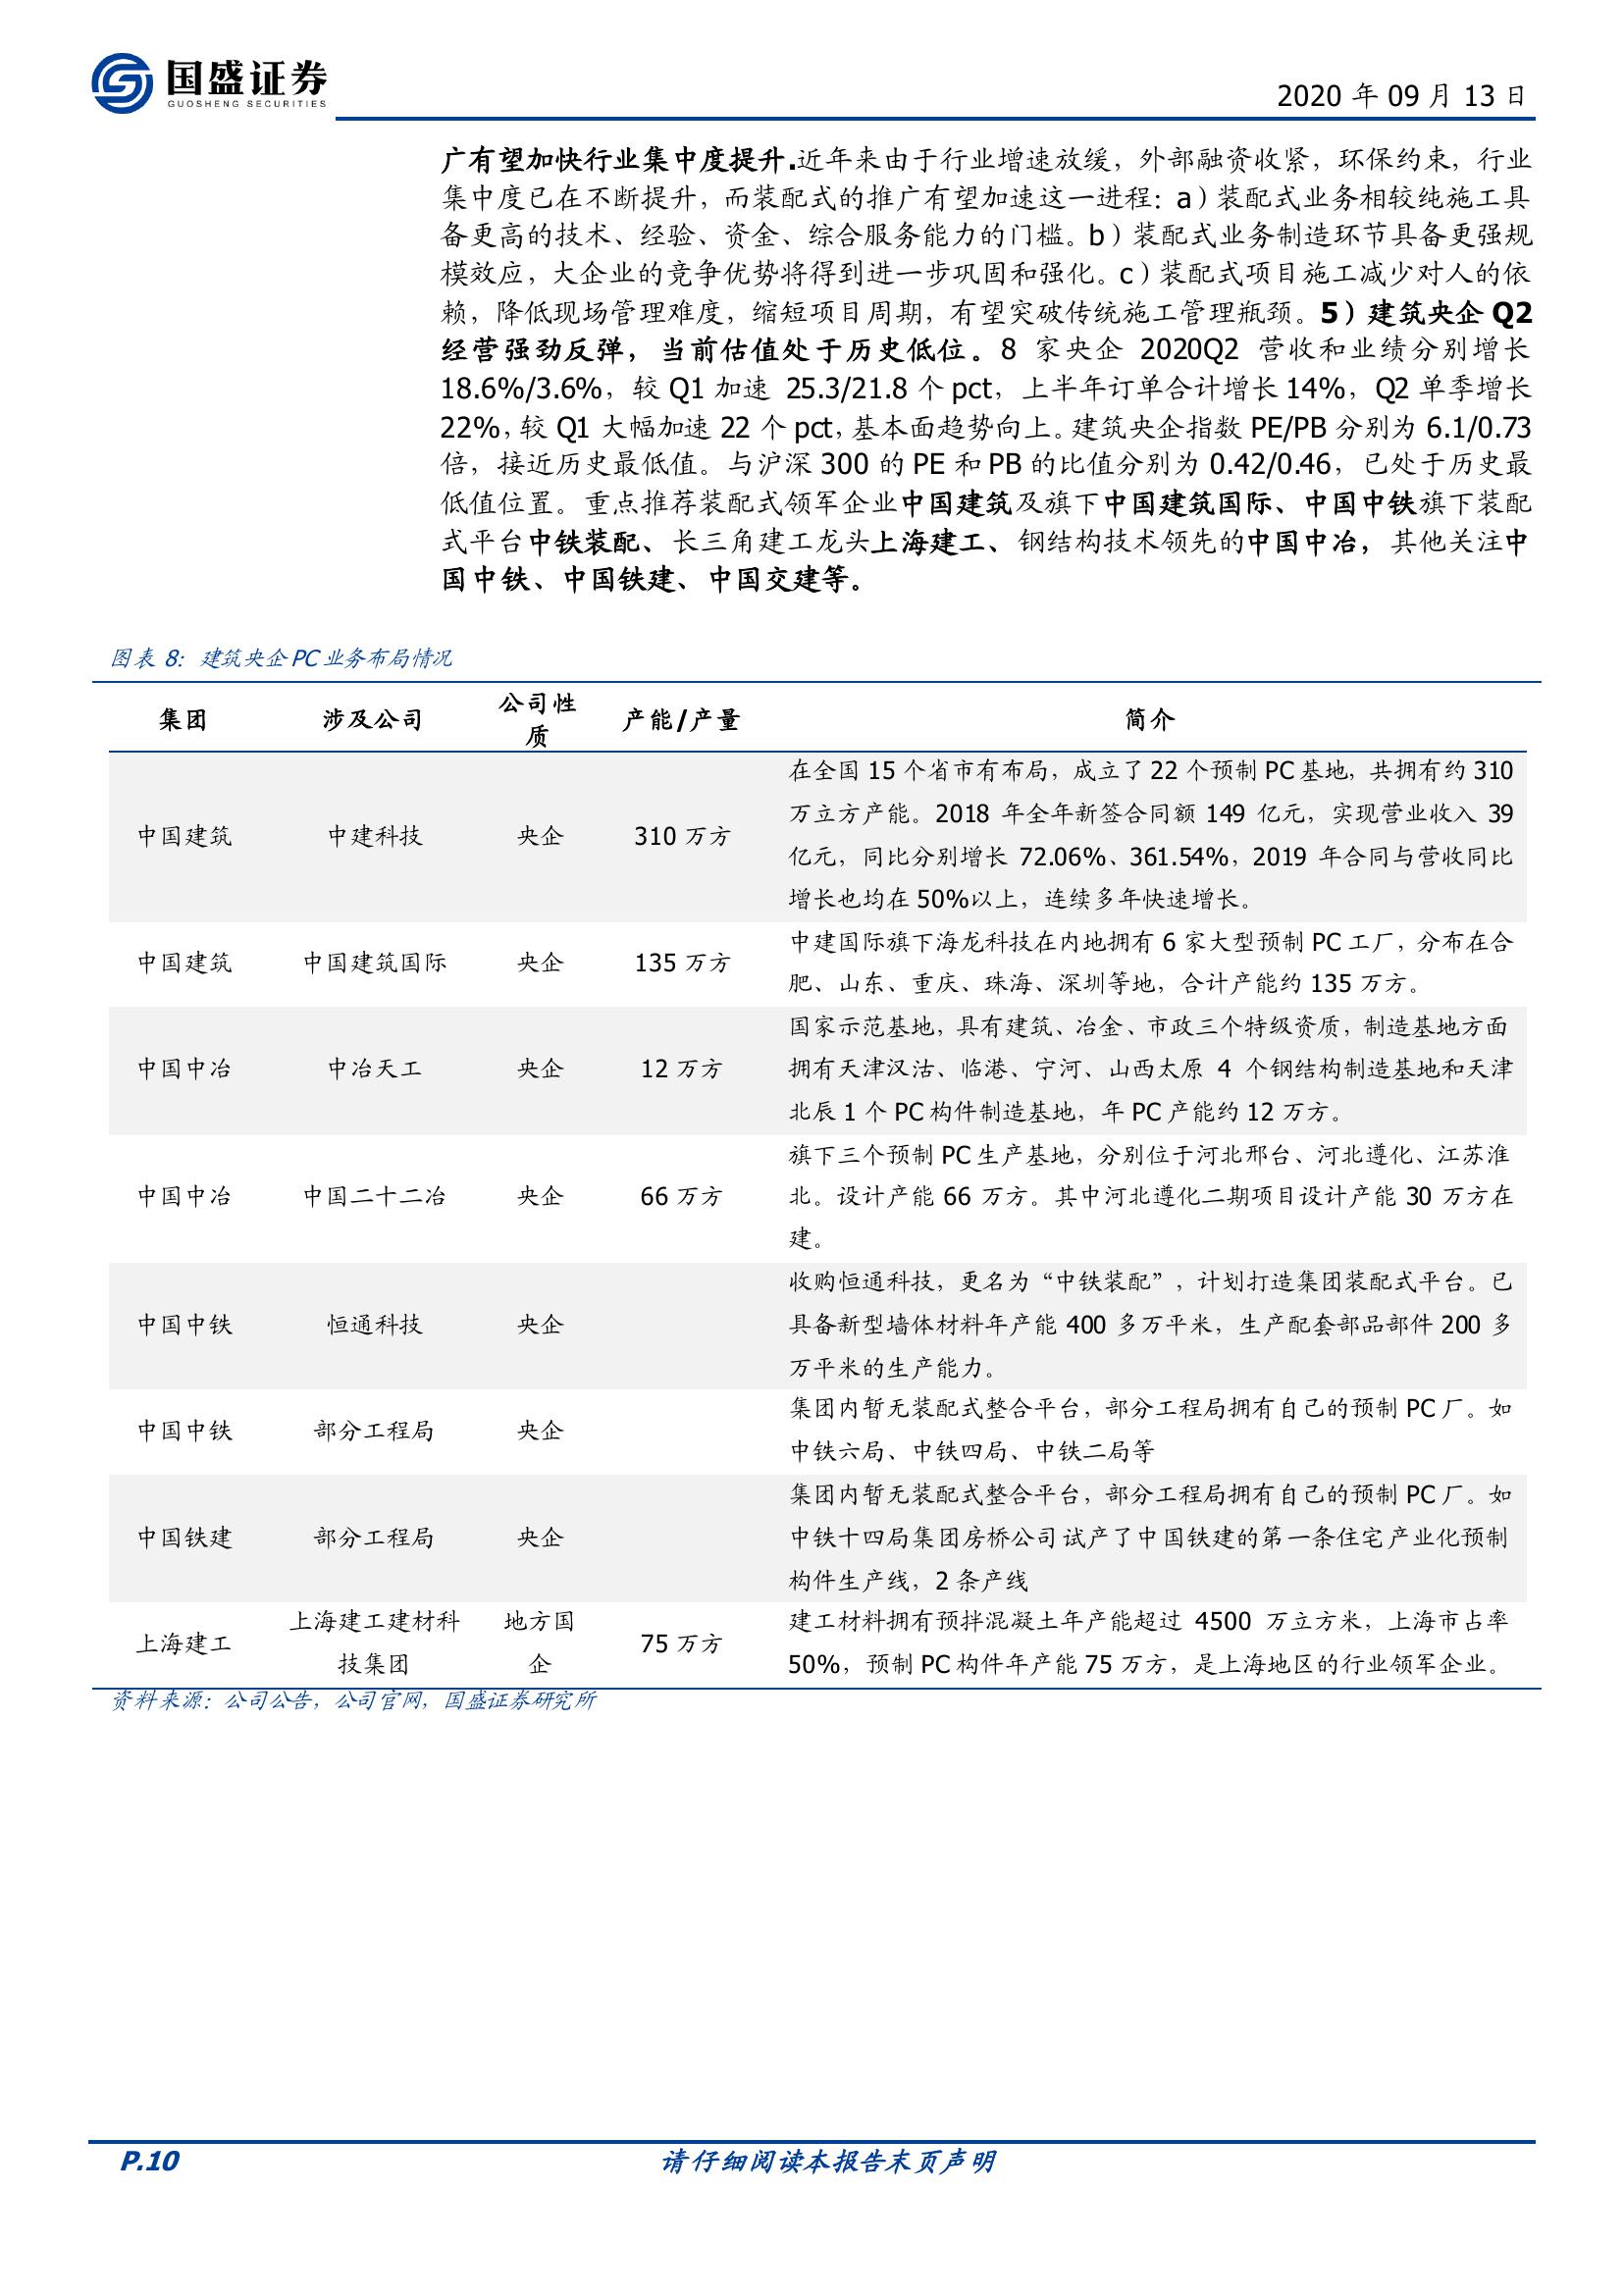 国盛证券
GUOSHENG SECURITIES
2020 年 09 月 13 日
广有望加快行业集中度提升.近年来由于行业增速放缓，外部融资收紧，环保约束，行业
集中度已在不断提升，而装配式的推广有望加速这一进程：a）装配式业务相较纯施工具
备更高的技术、经验、资金、综合服务能力的门槛。b）装配式业务制造环节具备更强规
模效应，大企业的竞争优势将得到进一步巩固和强化。c）装配式项目施工减少对人的依
赖，降低现场管理难度，缩短项目周期，有望突破传统施工管理瓶颈。5）建筑央企 Q2
经营强劲反弹，当前估值处于历史低位。8 家央企 2020Q2 营收和业绩分别增长
18.6%/3.6%，较 Q1 加速 25.3/21.8 个 pct，上半年订单合计增长 14%，Q2 单季增长
22%，较 Q1 大幅加速 22 个 pct，基本面趋势向上。建筑央企指数 PE/PB 分别为 6.1/0.73
倍，接近历史最低值。与沪深 300 的 PE 和 PB 的比值分别为 0.42/0.46，已处于历史最
低值位置。重点推荐装配式领军企业中国建筑及旗下中国建筑国际、中国中铁旗下装配
式平台中铁装配、长三角建工龙头上海建工、钢结构技术领先的中国中冶，其他关注中
国中铁、中国铁建、中国交建等。
图表 8：建筑央企 PC 业务布局情况
集团 涉及公司 公司性 产能/产量 简介
质
在全国 15 个省市有布局，成立了 22 个预制 PC 基地，共拥有约 310
万立方产能。2018 年全年新签合同额 149 亿元，实现营业收入 39
中国建筑 中建科技 央企 310 万方
亿元，同比分别增长 72.06%、361.54%，2019 年合同与营收同比
增长也均在 50%以上，连续多年快速增长。
中国建筑 中国建筑国际 央企 135 万方
中建国际旗下海龙科技在内地拥有 6 家大型预制 PC 工厂，分布在合
肥、山东、重庆、珠海、深圳等地，合计产能约 135 万方。
国家示范基地，具有建筑、冶金、市政三个特级资质，制造基地方面
中国中冶 中冶天工 央企 12 万方 拥有天津汉沽、临港、宁河、山西太原 4 个钢结构制造基地和天津
北辰 1 个 PC 构件制造基地，年 PC 产能约 12 万方。
旗下三个预制 PC 生产基地，分别位于河北邢台、河北遵化、江苏淮
中国中冶 中国二十二冶 央企 66 万方 北。设计产能 66 万方。其中河北遵化二期项目设计产能 30 万方在
建。
收购恒通科技，更名为“中铁装配”，计划打造集团装配式平台。已
中国中铁 恒通科技 央企 具备新型墙体材料年产能 400 多万平米，生产配套部品部件 200 多
万平米的生产能力。
中国中铁 部分工程局 央企
集团内暂无装配式整合平台，部分工程局拥有自己的预制 PC 厂。如
中铁六局、中铁四局、中铁二局等
集团内暂无装配式整合平台，部分工程局拥有自己的预制 PC 厂。如
中国铁建 部分工程局 央企 中铁十四局集团房桥公司试产了中国铁建的第一条住宅产业化预制
构件生产线，2 条产线
上海建工建材科 地方国 建工材料拥有预拌混凝土年产能超过 4500 万立方米，上海市占率
上海建工 75 万方
技集团 企 50%，预制 PC 构件年产能 75 万方，是上海地区的行业领军企业。
资料来源：公司公告，公司官网，国盛证券研究所
P.10 请仔细阅读本报告末页声明